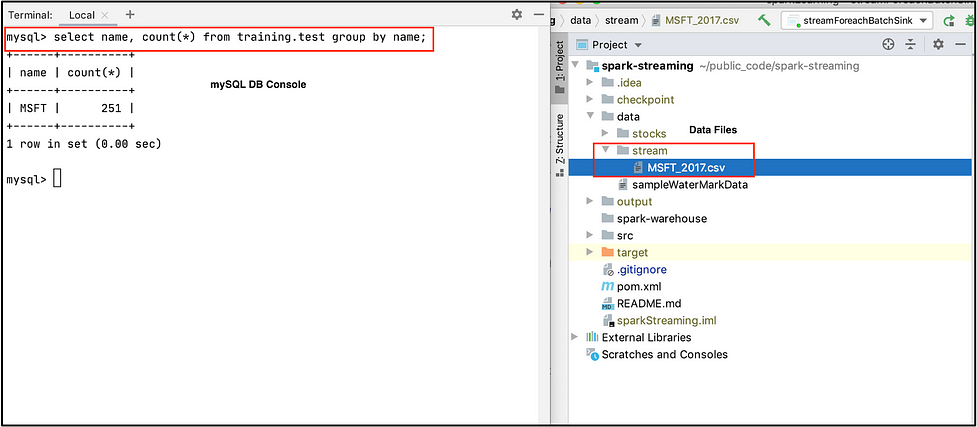 Terminal: Local × +
mysql> select name, count(*) from training.test group by name;
+------+----------+
| name | count(*) |
+------+----------+
| MSFT |      251 |
+------+----------+
1 row in set (0.00 sec)
mysql>
mySQL DB Console
g › data › stream › MSFT_2017.csv
streamForeachBatchSink
1: Project
Z: Structure
Project
spark-streaming ~/public_code/spark-streaming
.idea
checkpoint
data
stocks
Data Files
stream
MSFT_2017.csv
sampleWaterMarkData
output
spark-warehouse
src
target
.gitignore
m pom.xml
MD README.md
sparkStreaming.iml
External Libraries
Scratches and Consoles